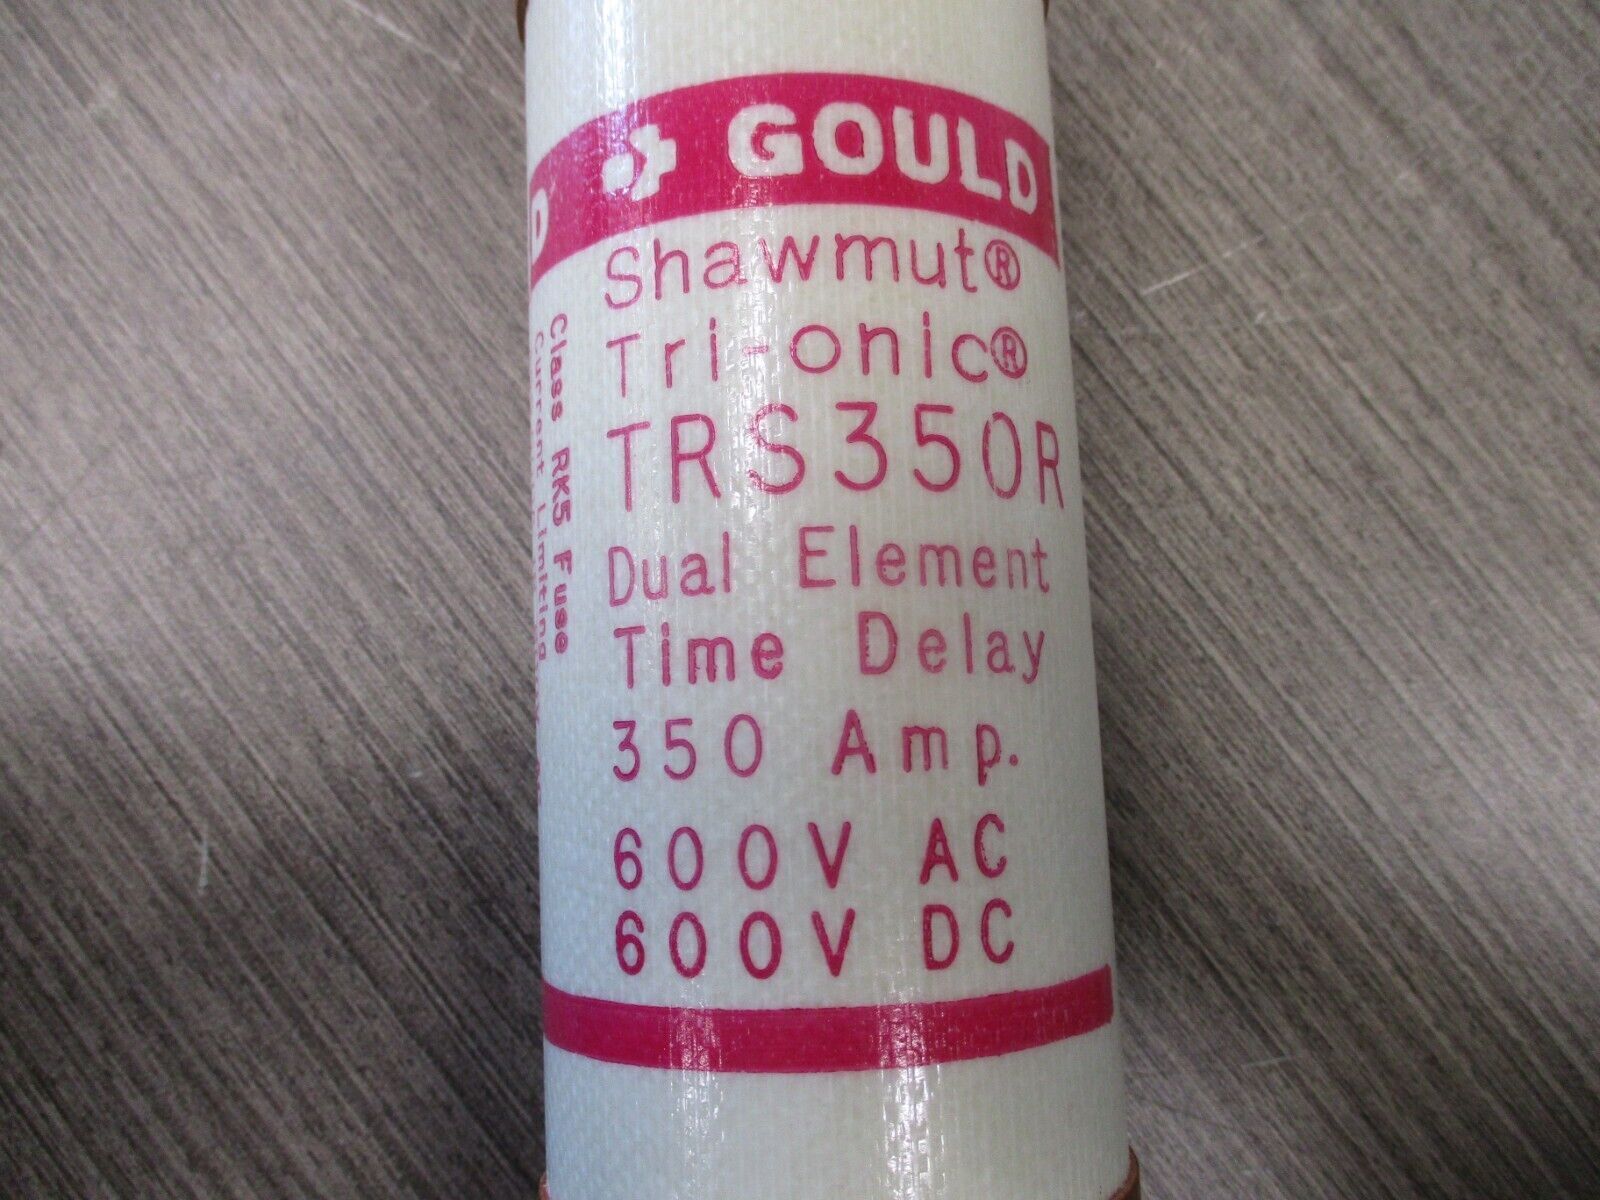 GOULD
Shawmut®
Tri-onic®
TRS350R
Dual Element
Time Delay
350 Amp.
600V AC
600V DC
D
Class RK5 Fuse
Current Limiting